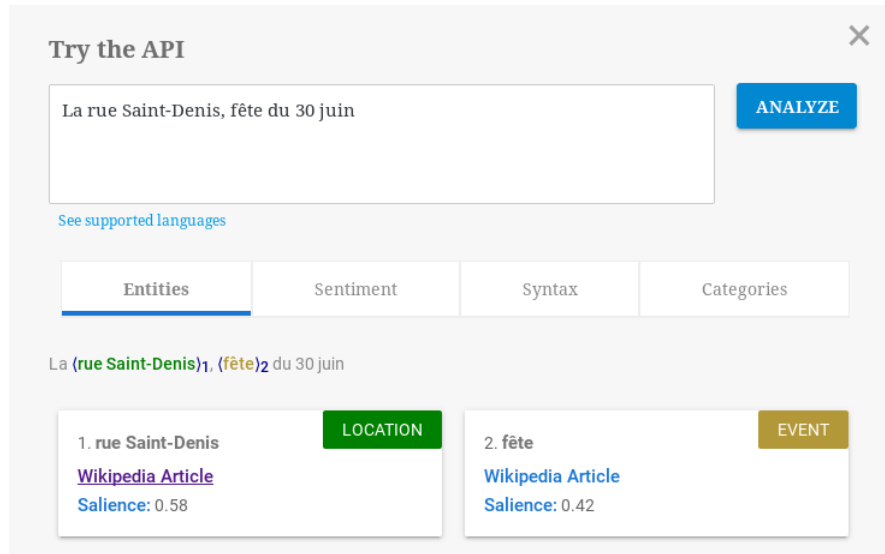 Try the API
La rue Saint-Denis, fête du 30 juin
ANALYZE
See supported languages
Entities Sentiment Syntax Categories
La ⟨rue Saint-Denis⟩1, ⟨fête⟩2 du 30 juin
1. rue Saint-Denis LOCATION
Wikipedia Article
Salience: 0.58
2. fête EVENT
Wikipedia Article
Salience: 0.42